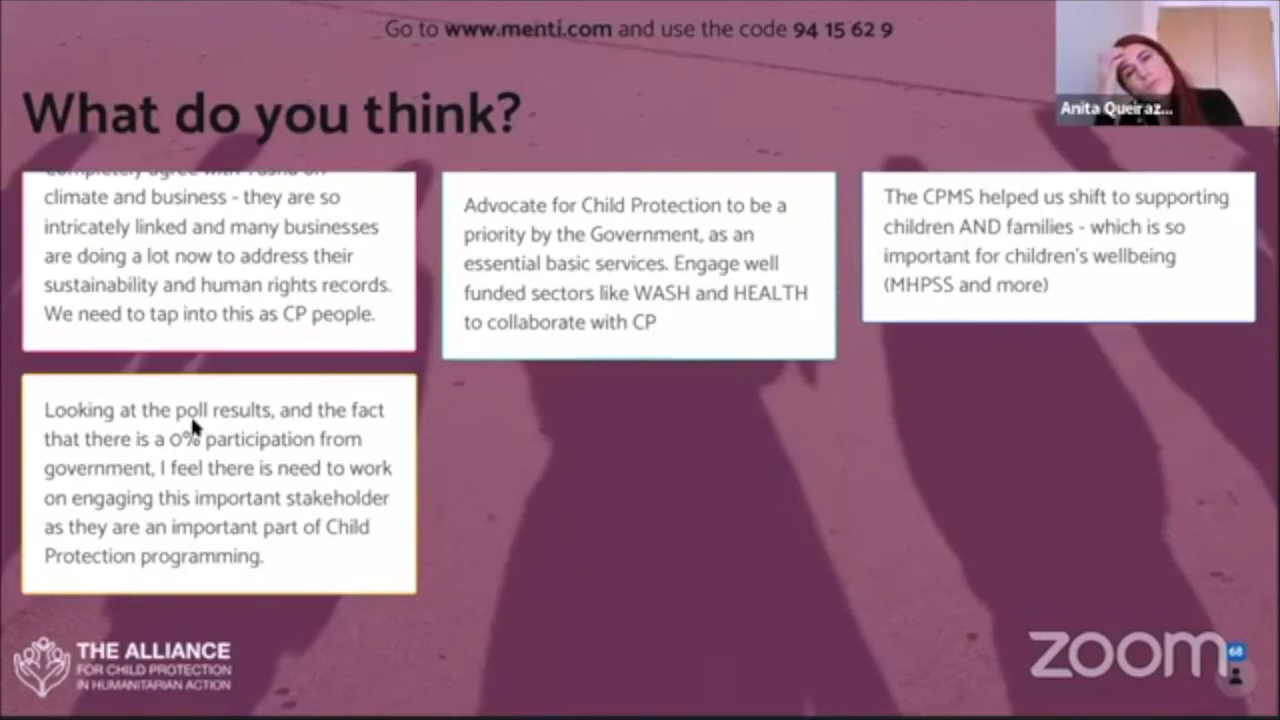 Go to www.menti.com and use the code 94 15 62 9
Anita Queiraz...
What do you think?
completely agree with Tasha on
climate and business - they are so
intricately linked and many businesses
are doing a lot now to address their
sustainability and human rights records.
We need to tap into this as CP people.
Advocate for Child Protection to be a
priority by the Government, as an
essential basic services. Engage well
funded sectors like WASH and HEALTH
to collaborate with CP
The CPMS helped us shift to supporting
children AND families - which is so
important for children's wellbeing
(MHPSS and more)
Looking at the poll results, and the fact
that there is a 0% participation from
government, I feel there is need to work
on engaging this important stakeholder
as they are an important part of Child
Protection programming.
THE ALLIANCE
FOR CHILD PROTECTION
IN HUMANITARIAN ACTION
zoom
68